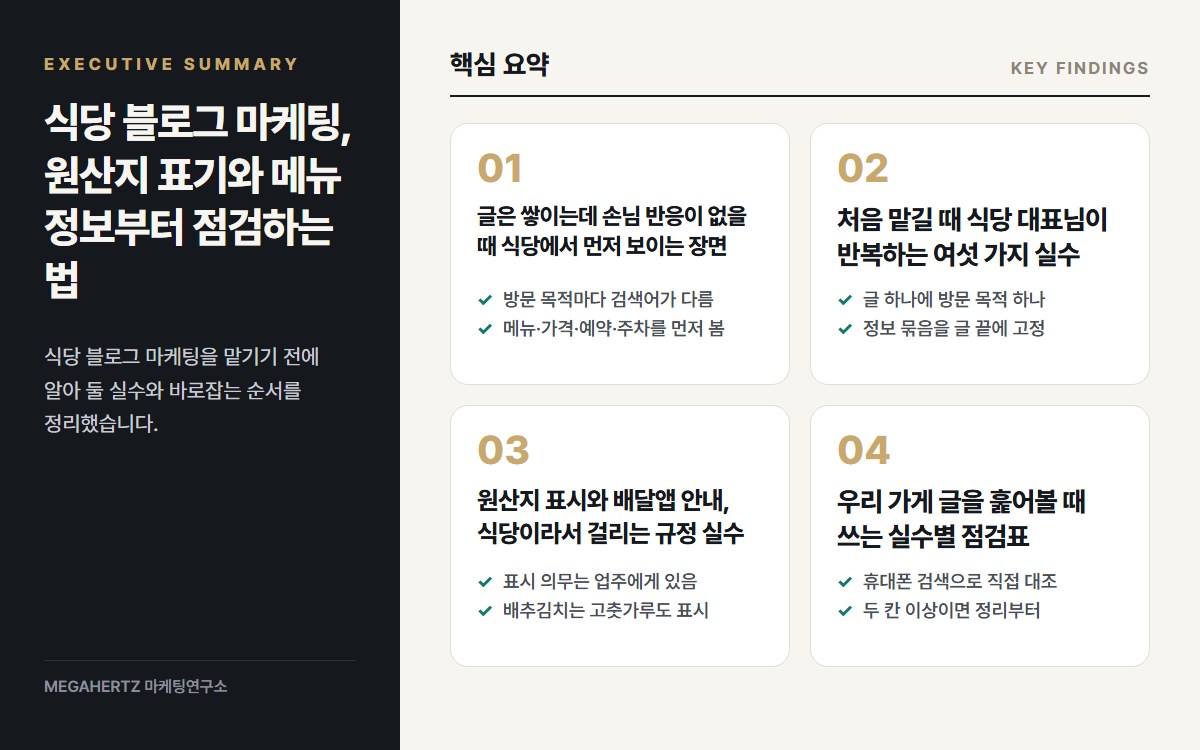 EXECUTIVE SUMMARY
식당 블로그 마케팅,
원산지 표기와 메뉴
정보부터 점검하는
법
식당 블로그 마케팅을 맡기기 전에
알아 둘 실수와 바로잡는 순서를
정리했습니다.
MEGAHERTZ 마케팅연구소
핵심 요약
KEY FINDINGS
01
글은 쌓이는데 손님 반응이 없을
때 식당에서 먼저 보이는 장면
방문 목적마다 검색어가 다름
메뉴·가격·예약·주차를 먼저 봄
02
처음 맡길 때 식당 대표님이
반복하는 여섯 가지 실수
글 하나에 방문 목적 하나
정보 묶음을 글 끝에 고정
03
원산지 표시와 배달앱 안내,
식당이라서 걸리는 규정 실수
표시 의무는 업주에게 있음
배추김치는 고춧가루도 표시
04
우리 가게 글을 훑어볼 때
쓰는 실수별 점검표
휴대폰 검색으로 직접 대조
두 칸 이상이면 정리부터